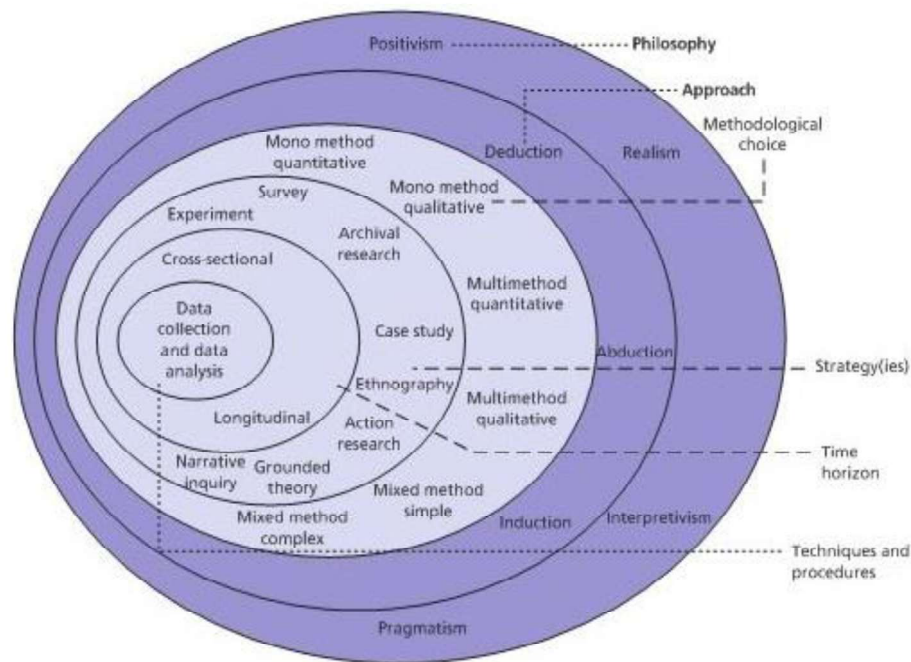 Positivism
Philosophy
Approach
Methodological
choice
Deduction
Realism
Mono method
quantitative
Mono method
qualitative
Survey
Experiment
Archival
research
Cross-sectional
Multimethod
quantitative
Data
collection
and data
analysis
Case study
Abduction
Strategy(ies)
Ethnography
Multimethod
qualitative
Longitudinal
Action
research
Time
horizon
Narrative
inquiry
Grounded
theory
Mixed method
simple
Mixed method
complex
Induction
Interpretivism
Techniques and
procedures
Pragmatism